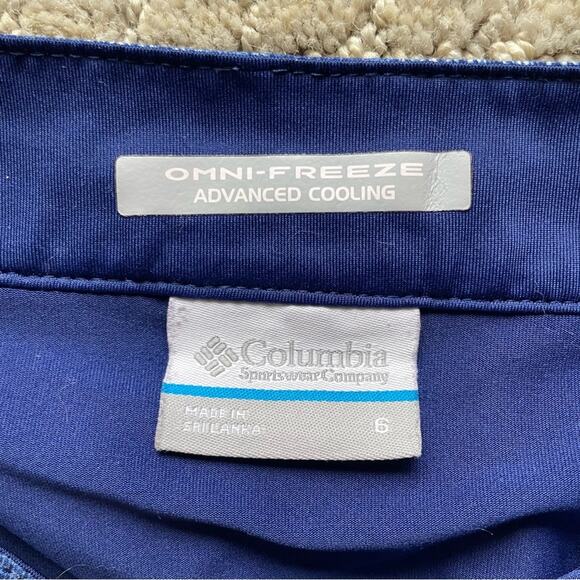 OMNI-FREEZE
ADVANCED COOLING
Columbia
Sportswear Company
MADE IN
SRI LANKA
6